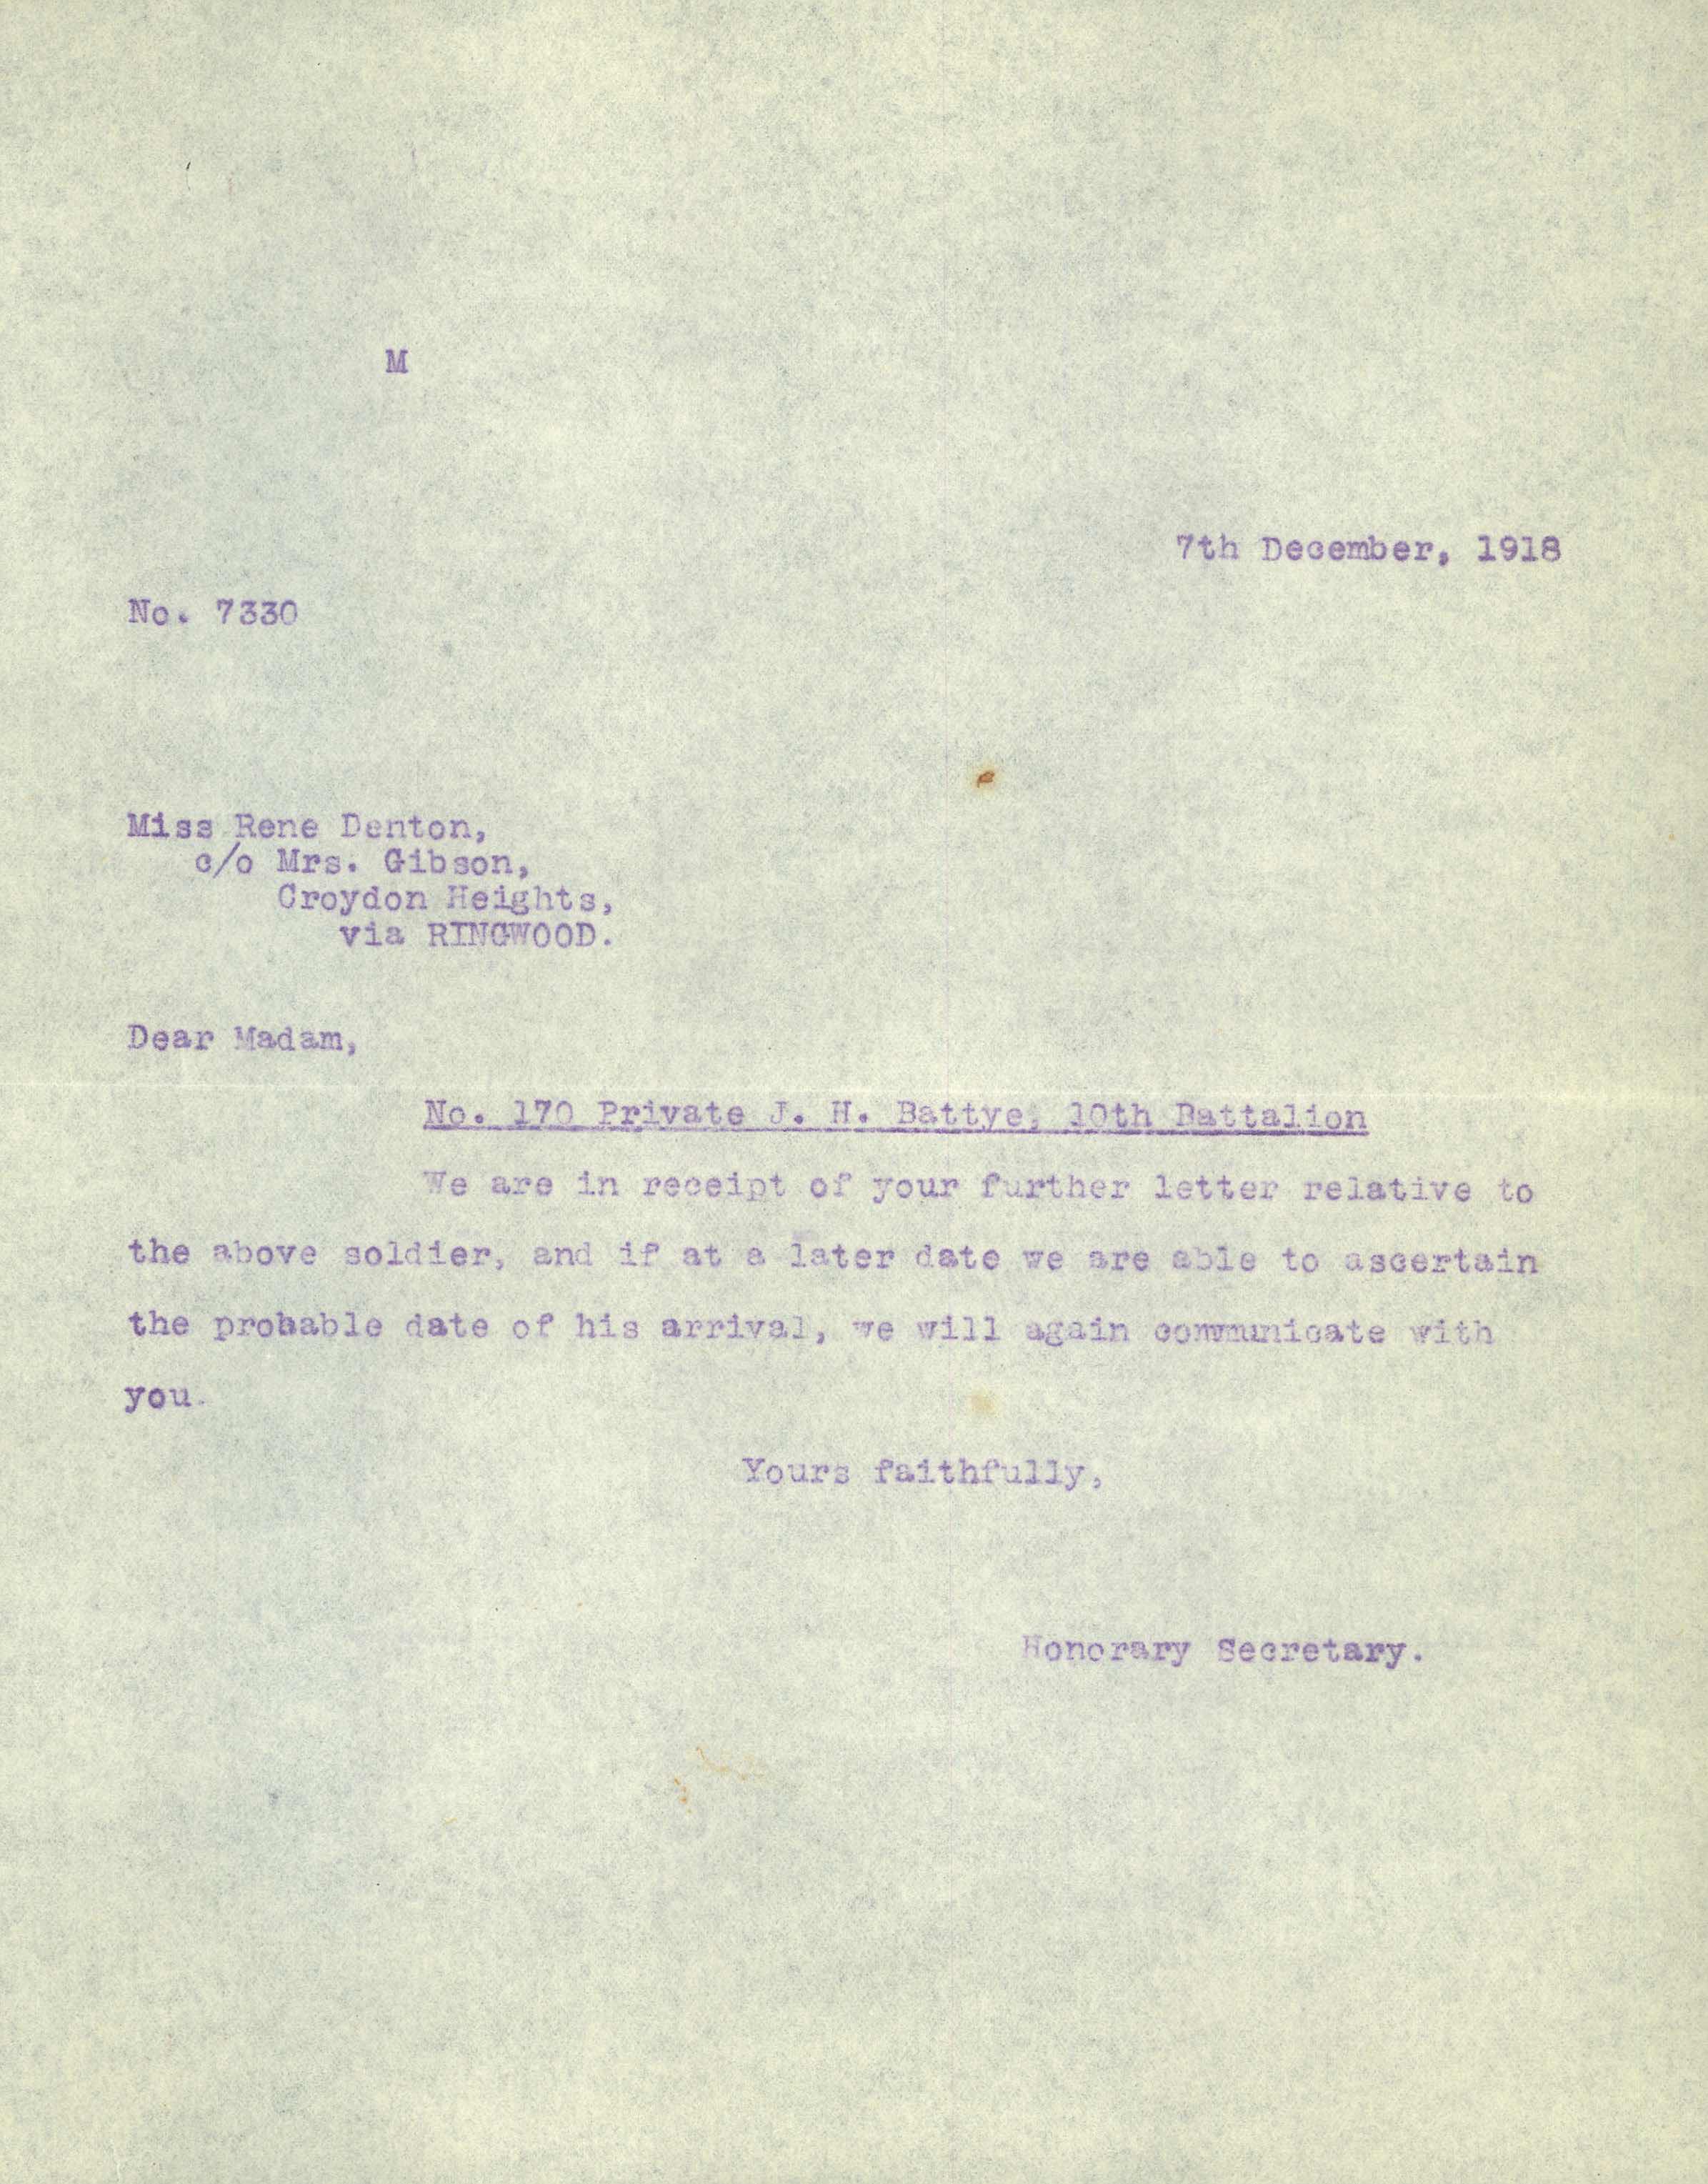 M
7th December, 1918
No. 7330
Miss Rene Denton,
c/o Mrs. Gibson,
Croydon Heights,
via RINGWOOD.
Dear Madam,
No. 170 Private J. H. Battye, 10th Battalion
We are in receipt of your further letter relative to
the above soldier, and if at a later date we are able to ascertain
the probable date of his arrival, we will again communicate with
you.
Yours faithfully,
Honorary Secretary.